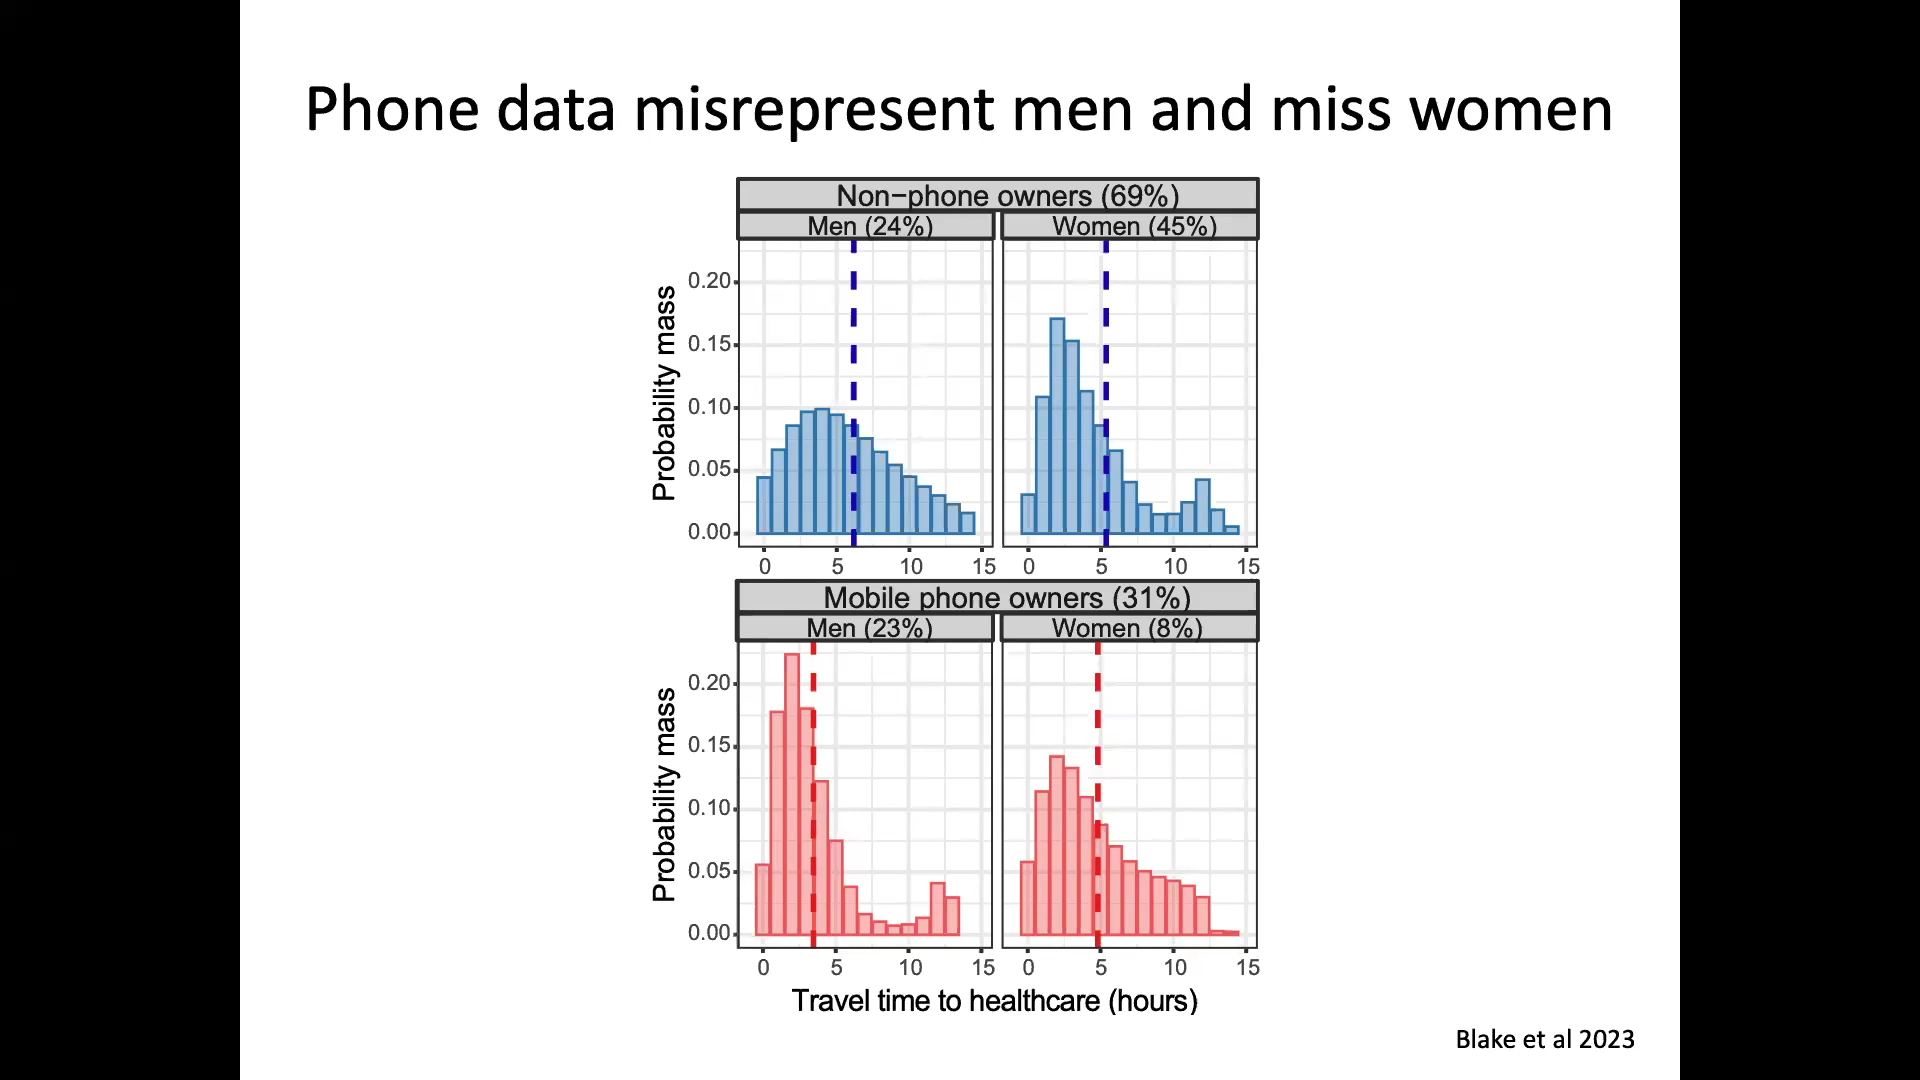 Phone data misrepresent men and miss women
Non−phone owners (69%)
Men (24%) Women (45%)
Probability mass
0.20
0.15
0.10
0.05
0.00
0 5 10 15 0 5 10 15
Mobile phone owners (31%)
Men (23%) Women (8%)
Probability mass
0.20
0.15
0.10
0.05
0.00
0 5 10 15 0 5 10 15
Travel time to healthcare (hours)
Blake et al 2023